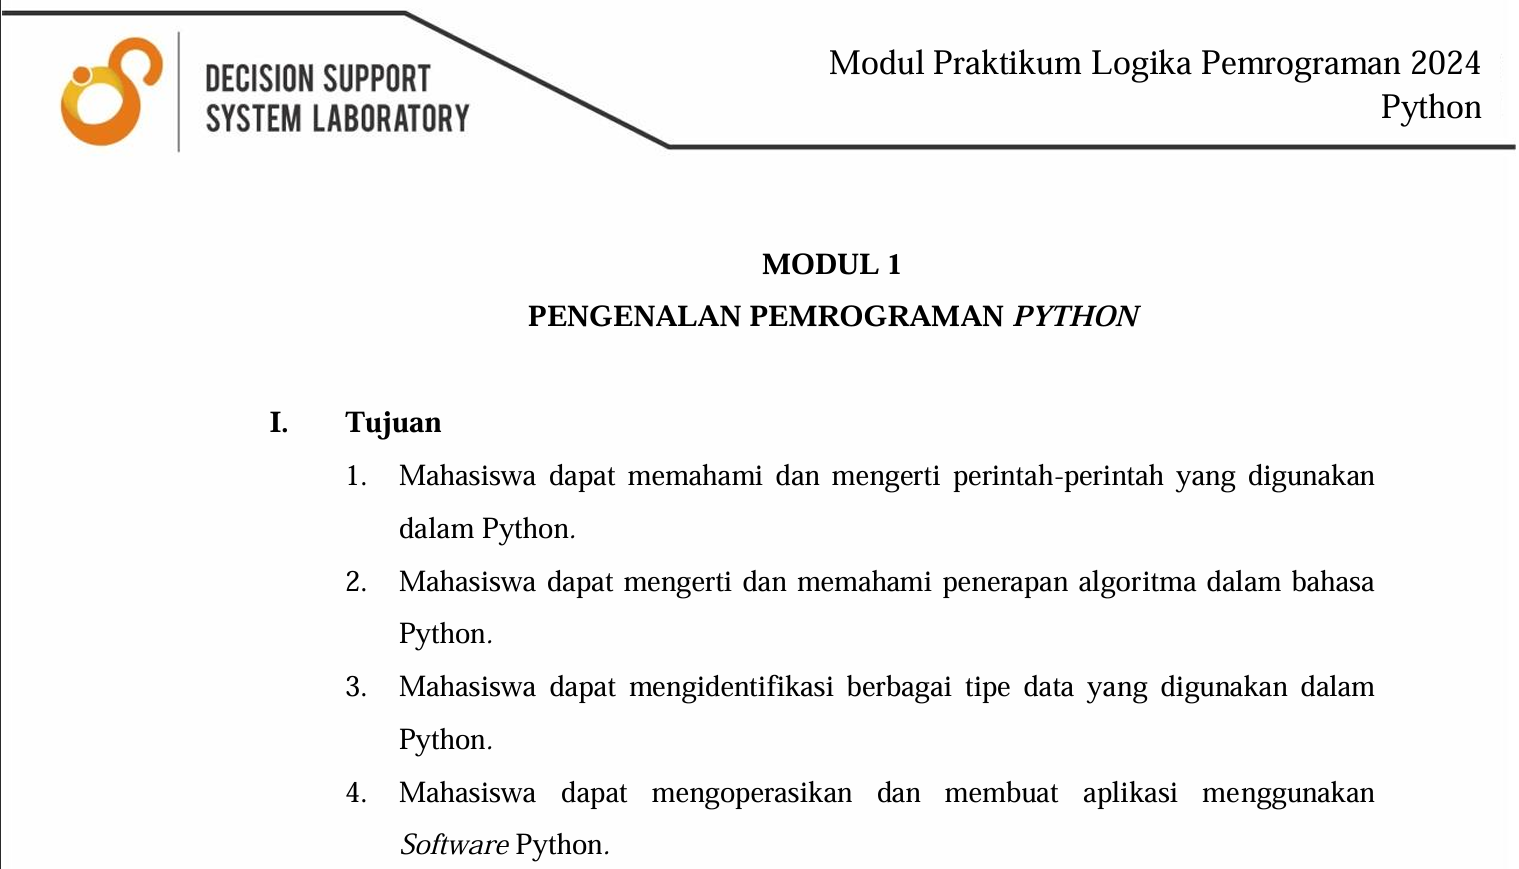 DECISION SUPPORT
SYSTEM LABORATORY
Modul Praktikum Logika Pemrograman 2024
Python
MODUL 1
PENGENALAN PEMROGRAMAN PYTHON
I. Tujuan
1. Mahasiswa dapat memahami dan mengerti perintah-perintah yang digunakan
dalam Python.
2. Mahasiswa dapat mengerti dan memahami penerapan algoritma dalam bahasa
Python.
3. Mahasiswa dapat mengidentifikasi berbagai tipe data yang digunakan dalam
Python.
4. Mahasiswa dapat mengoperasikan dan membuat aplikasi menggunakan
Software Python.